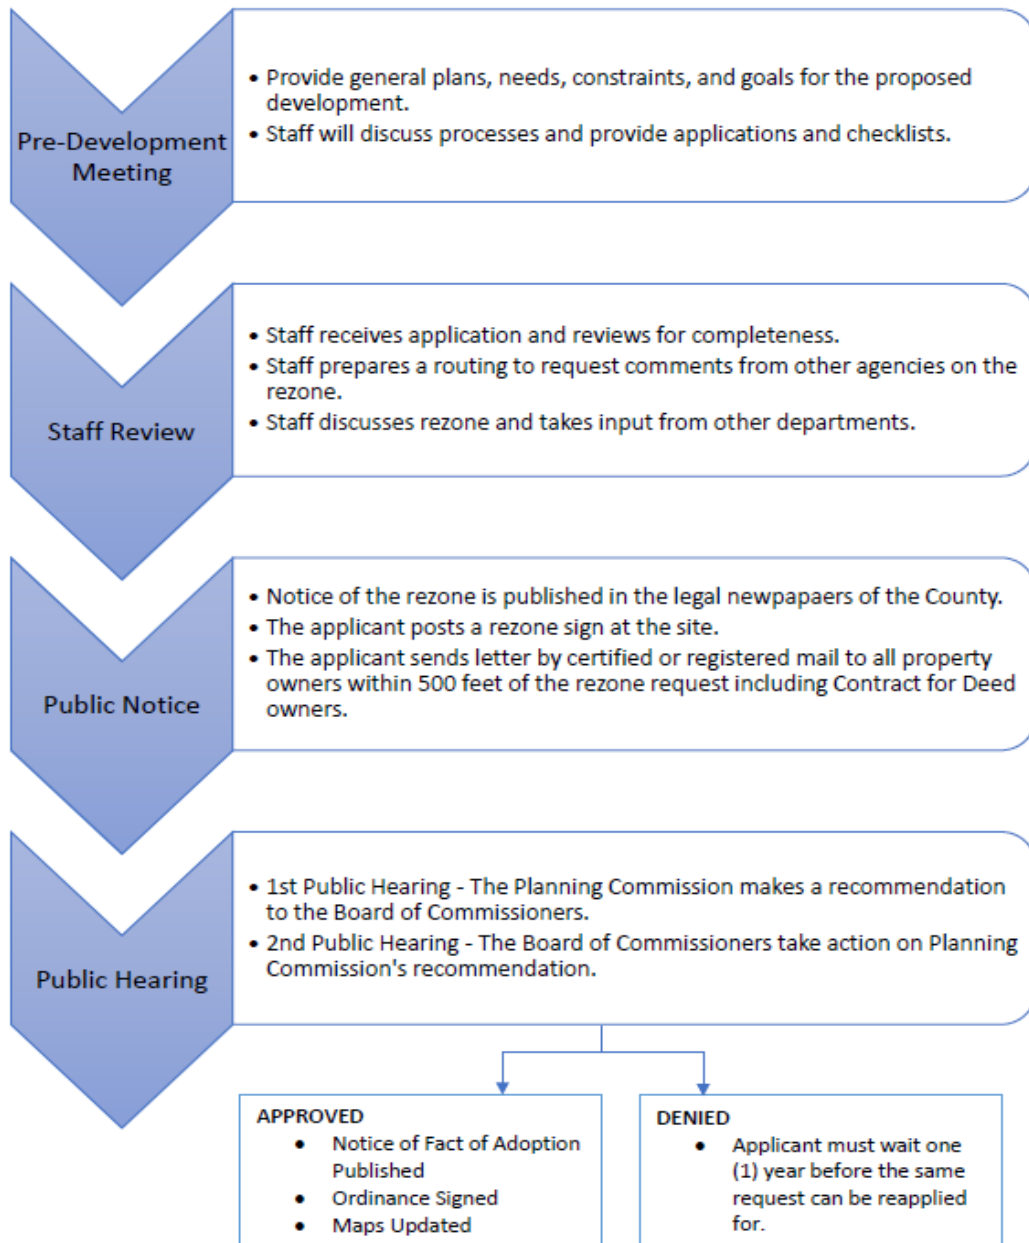 Pre-Development
Meeting
• Provide general plans, needs, constraints, and goals for the proposed
development.
• Staff will discuss processes and provide applications and checklists.
Staff Review
• Staff receives application and reviews for completeness.
• Staff prepares a routing to request comments from other agencies on the
rezone.
• Staff discusses rezone and takes input from other departments.
Public Notice
• Notice of the rezone is published in the legal newpapaers of the County.
• The applicant posts a rezone sign at the site.
• The applicant sends letter by certified or registered mail to all property
owners within 500 feet of the rezone request including Contract for Deed
owners.
Public Hearing
• 1st Public Hearing - The Planning Commission makes a recommendation
to the Board of Commissioners.
• 2nd Public Hearing - The Board of Commissioners take action on Planning
Commission's recommendation.
APPROVED
• Notice of Fact of Adoption
Published
• Ordinance Signed
• Maps Updated
DENIED
• Applicant must wait one
(1) year before the same
request can be reapplied
for.